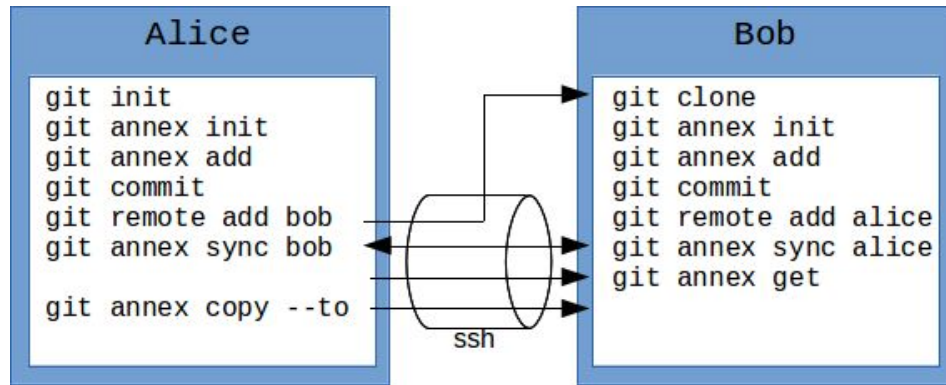 Alice
git init
git annex init
git annex add
git commit
git remote add bob
git annex sync bob
git annex copy --to
ssh
Bob
git clone
git annex init
git annex add
git commit
git remote add alice
git annex sync alice
git annex get